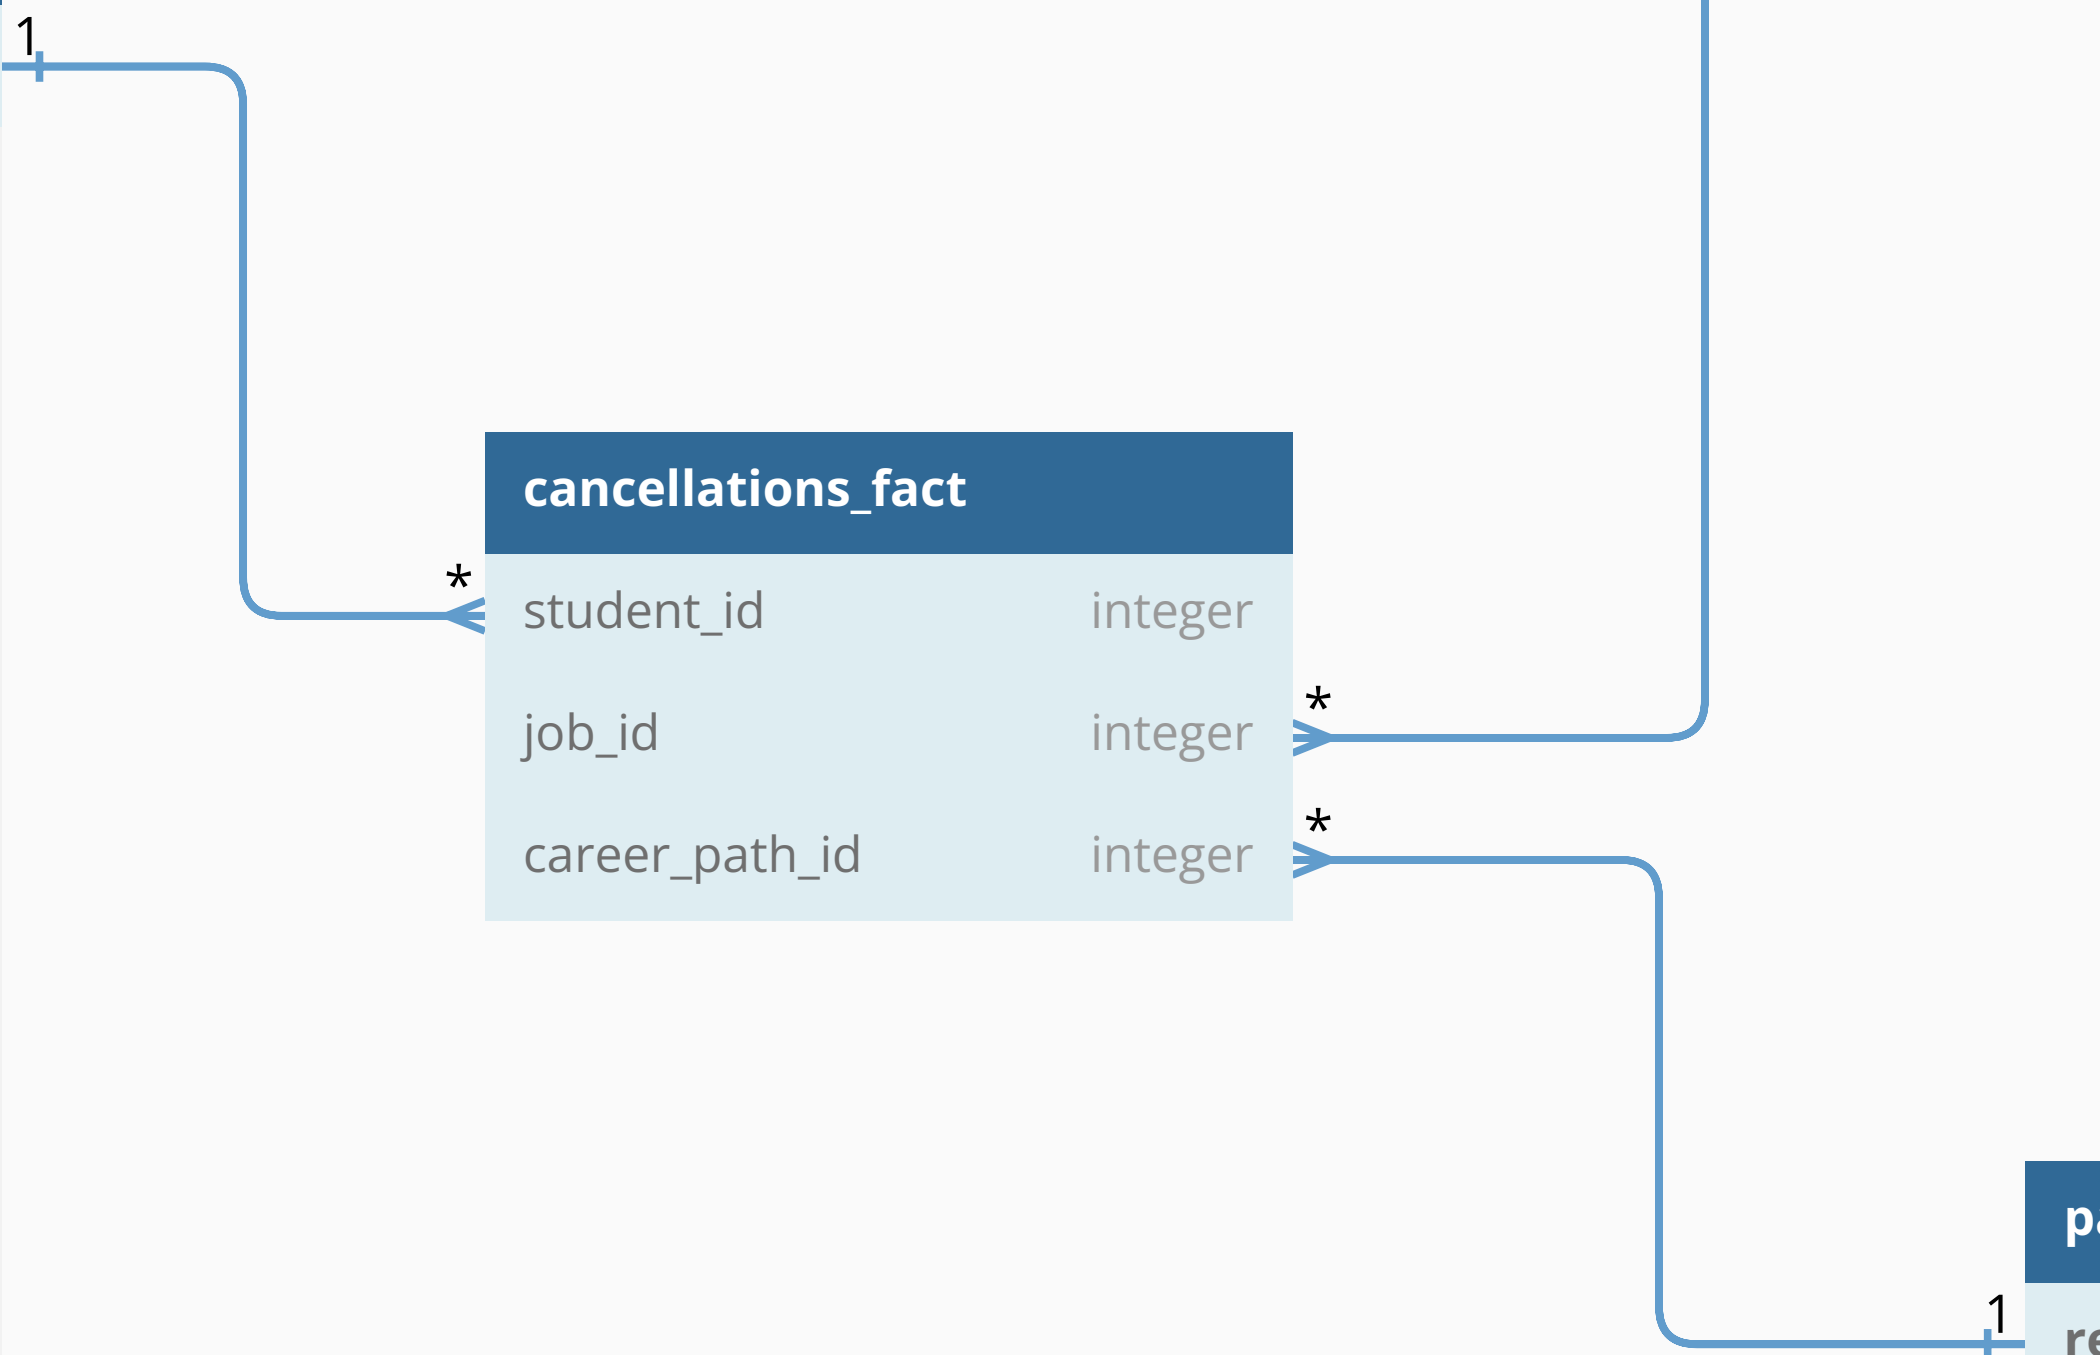 1
cancellations_fact
*
student_id integer
*
job_id integer
*
career_path_id integer
1